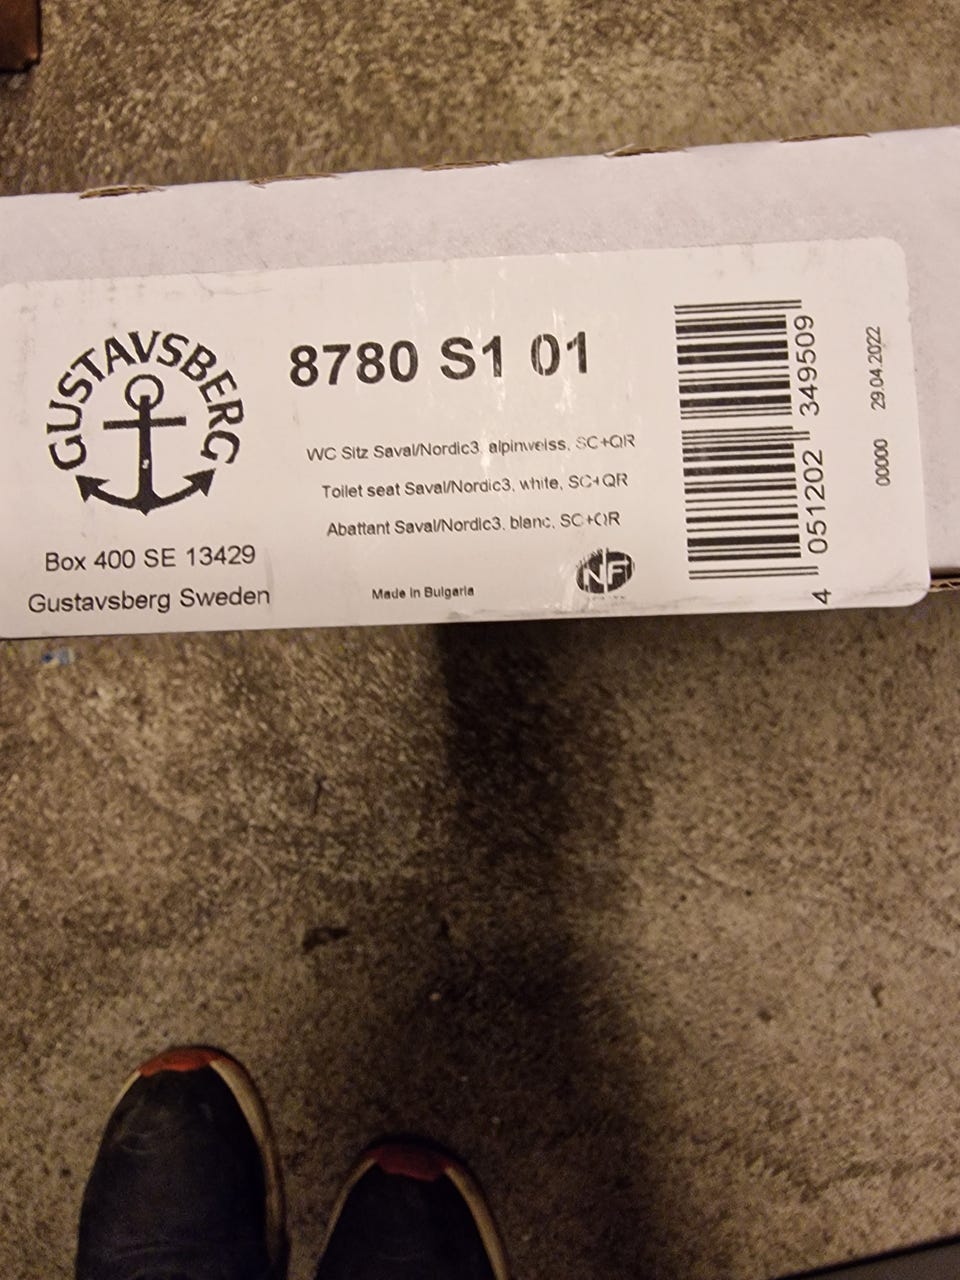 GUSTAVSBERG
Box 400 SE 13429
Gustavsberg Sweden
8780 S1 01
WC Sitz Saval/Nordic3, alpinweiss, SC+QR
Toilet seat Saval/Nordic3, white, SC+QR
Abattant Saval/Nordic3, blanc, SC+QR
Made in Bulgaria
NF
4 051202 349509
00000 29.04.2022